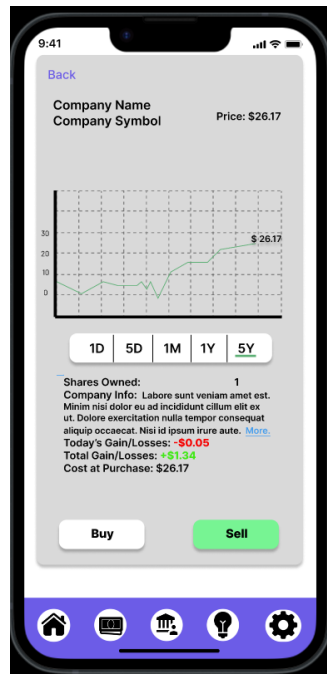 9:41
Back
Company Name
Company Symbol
Price: $26.17
30
$ 26.17
20
10
0
1D 5D 1M 1Y 5Y
Shares Owned: 1
Company Info: Labore sunt veniam amet est.
Minim nisi dolor eu ad incididunt cillum elit ex
ut. Dolore exercitation nulla tempor consequat
aliquip occaecat. Nisi id ipsum irure aute. More.
Today's Gain/Losses: -$0.05
Total Gain/Losses: +$1.34
Cost at Purchase: $26.17
Buy
Sell